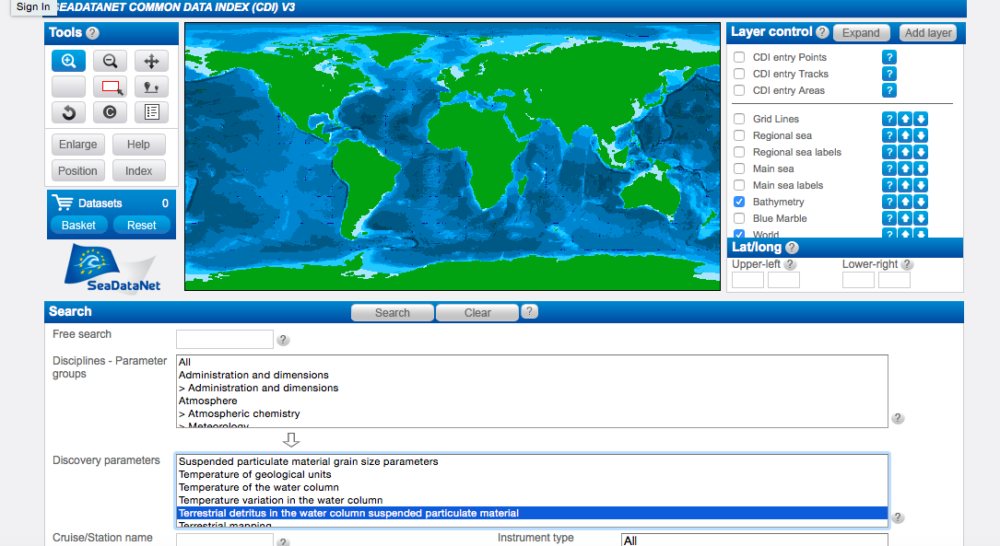 Sign In
SEADATANET COMMON DATA INDEX (CDI) V3
Tools ?
Enlarge Help
Position Index
Datasets 0
Basket Reset
SeaDataNet
Layer control ? Expand Add layer
CDI entry Points ?
CDI entry Tracks ?
CDI entry Areas ?
Grid Lines ?
Regional sea ?
Regional sea labels ?
Main sea ?
Main sea labels ?
Bathymetry ?
Blue Marble ?
World ?
Lat/long ?
Upper-left ? Lower-right ?
Search Search Clear ?
Free search ?
Disciplines - Parameter
groups
All
Administration and dimensions
> Administration and dimensions
Atmosphere
> Atmospheric chemistry
> Meteorology
?
Discovery parameters
Suspended particulate material grain size parameters
Temperature of geological units
Temperature of the water column
Temperature variation in the water column
Terrestrial detritus in the water column suspended particulate material
Terrestrial mapping
?
Cruise/Station name ? Instrument type All